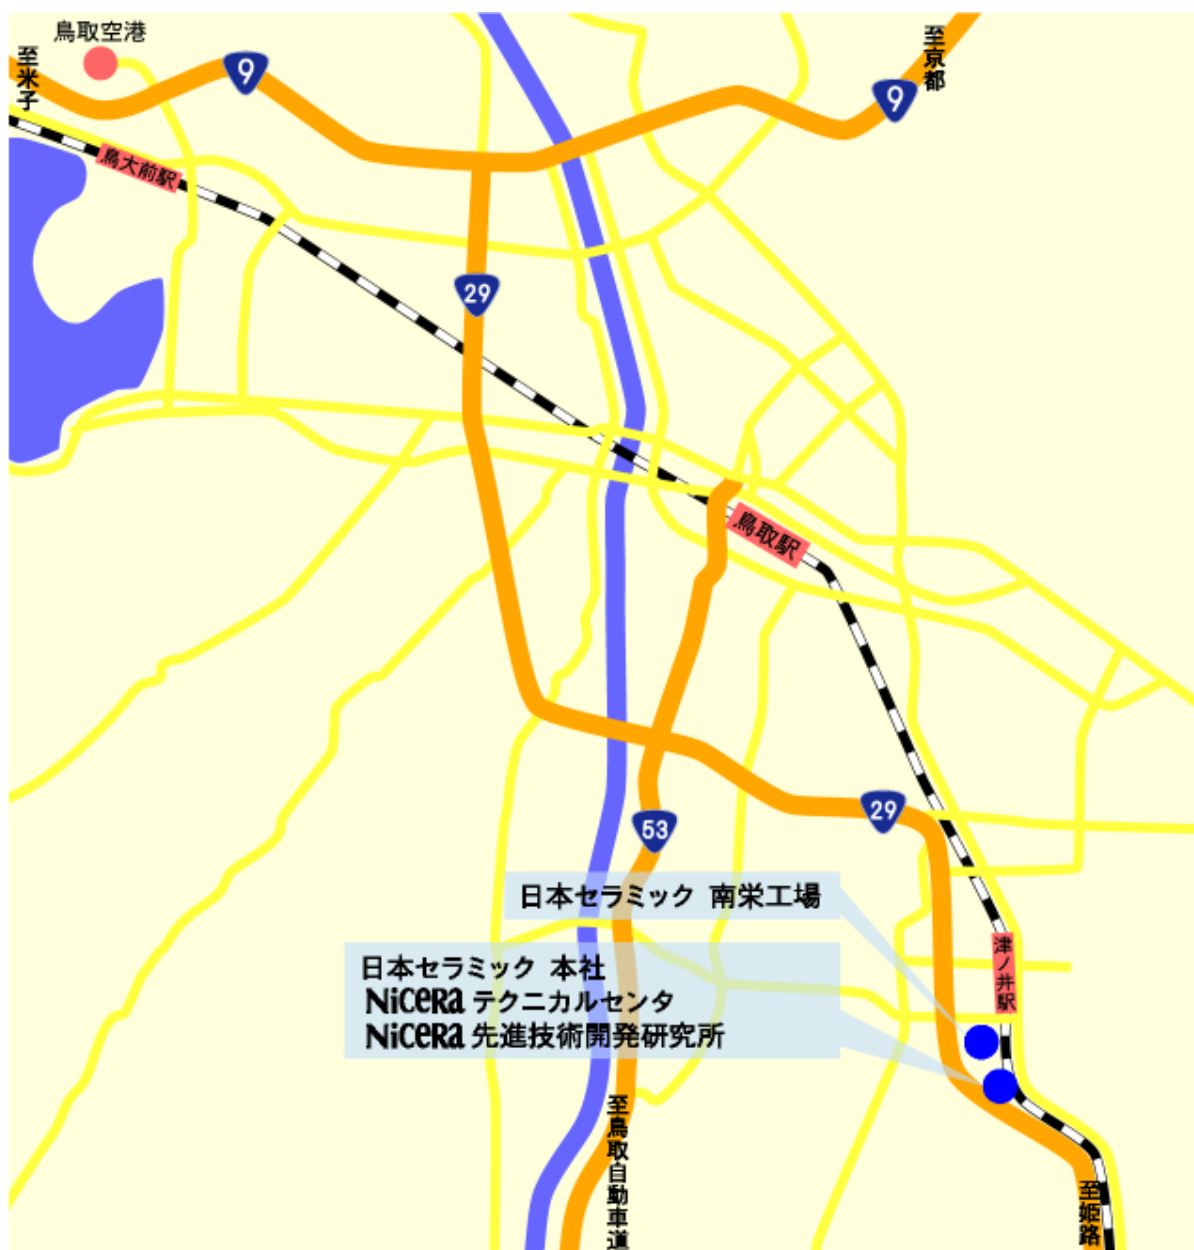 鳥取空港
至米子
9
至京都
9
鳥大前駅
29
鳥取駅
29
53
日本セラミック 南栄工場
津ノ井駅
日本セラミック 本社
NiCERa テクニカルセンタ
NiCERa 先進技術開発研究所
至鳥取自動車道
至姫路